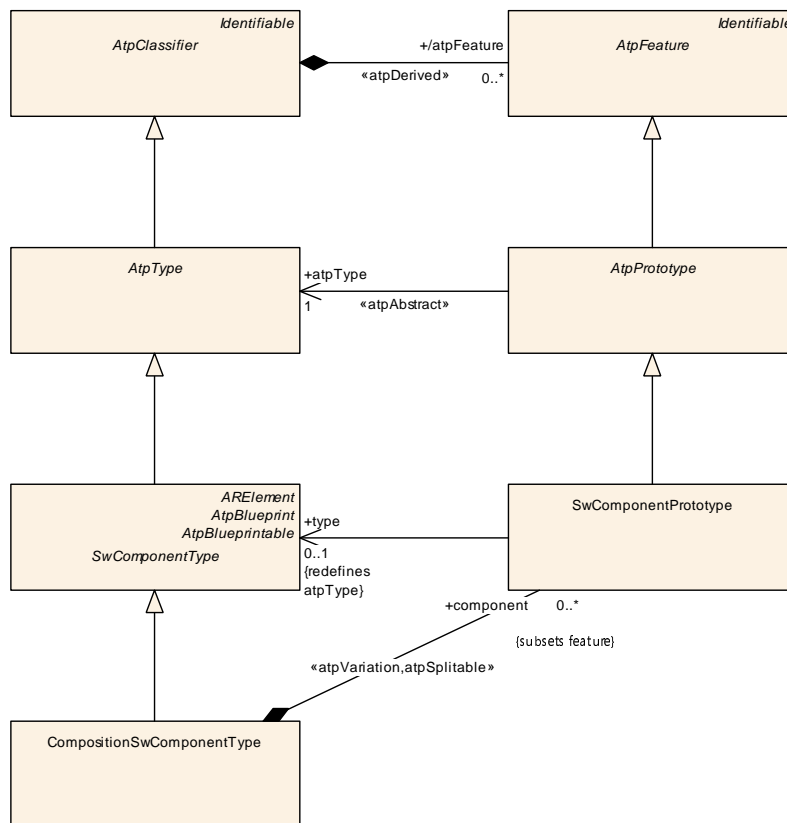 Identifiable
AtpClassifier
+/atpFeature
«atpDerived»
0..*
Identifiable
AtpFeature
AtpType
+atpType
1
«atpAbstract»
AtpPrototype
ARElement
AtpBlueprint
AtpBlueprintable
SwComponentType
+type
0..1
{redefines
atpType}
SwComponentPrototype
+component
0..*
{subsets feature}
«atpVariation,atpSplitable»
CompositionSwComponentType